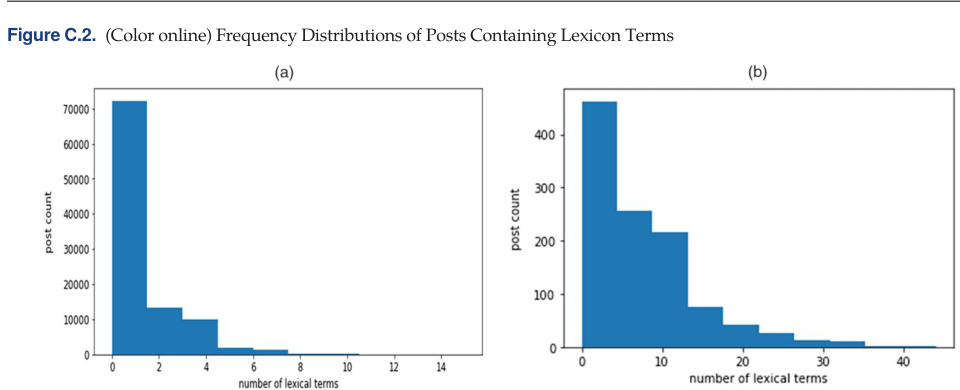 Figure C.2. (Color online) Frequency Distributions of Posts Containing Lexicon Terms
(a)
70000
60000
50000
40000
30000
20000
10000
0
post count
0 2 4 6 8 10 12 14
number of lexical terms
(b)
400
300
200
100
0
post count
0 10 20 30 40
number of lexical terms